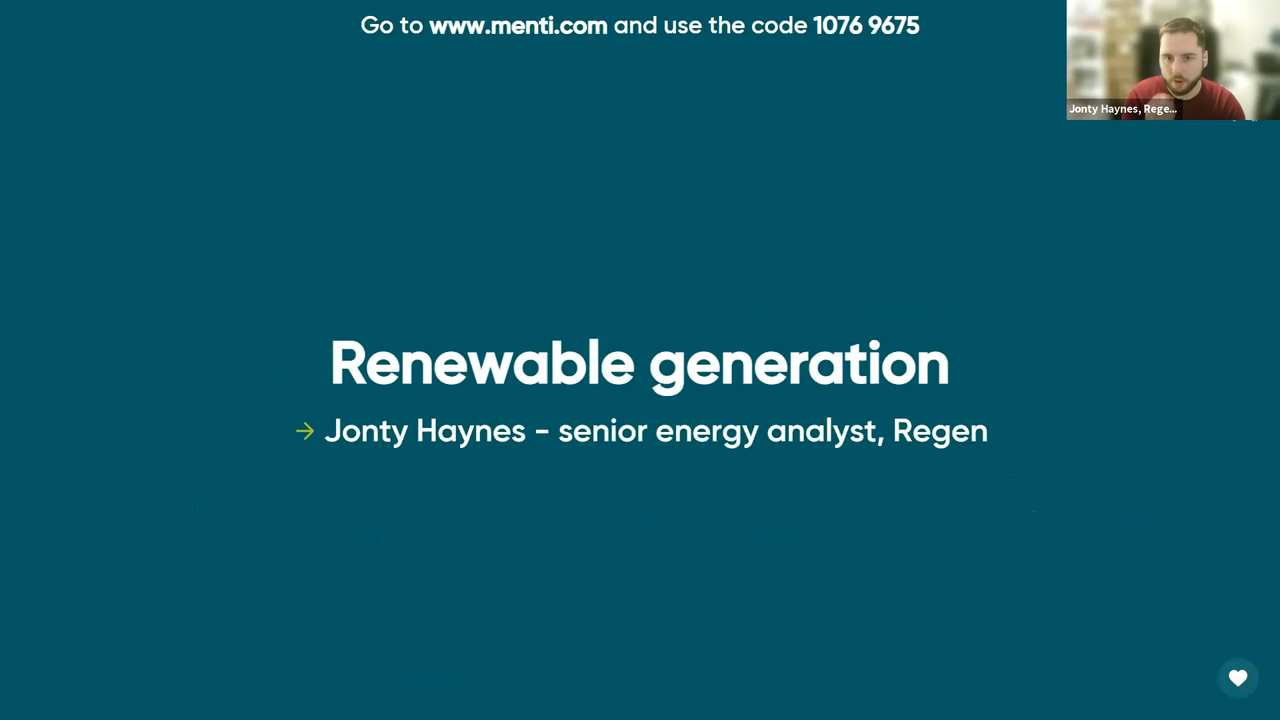 Go to www.menti.com and use the code 1076 9675
Jonty Haynes, Rege...
Renewable generation
→ Jonty Haynes - senior energy analyst, Regen